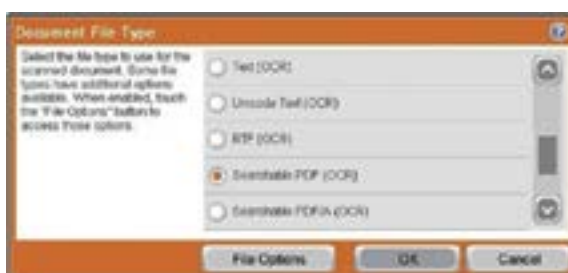 Document File Type
Select the file type to use for the
scanned document. Some file
types have additional options
available. When enabled, touch
the "File Options" button to
access those options.
Text (OCR)
Unicode Text (OCR)
RTF (OCR)
Searchable PDF (OCR)
Searchable PDF/A (OCR)
File Options
OK
Cancel